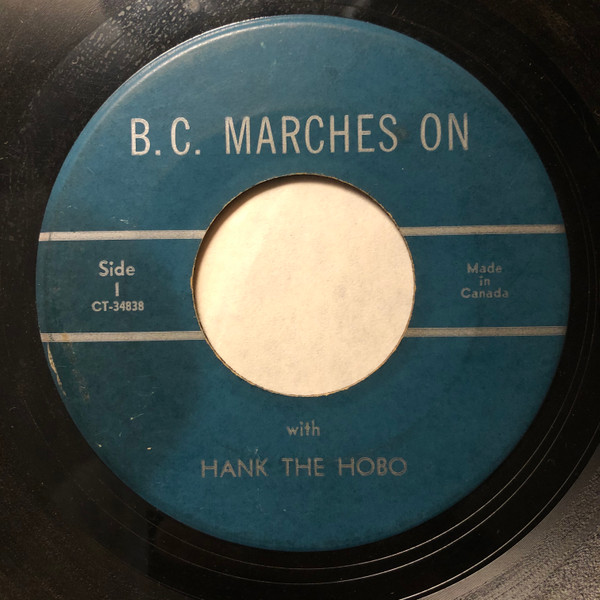 B.C. MARCHES ON
Side
1
CT-34838
Made
in
Canada
with
HANK THE HOBO